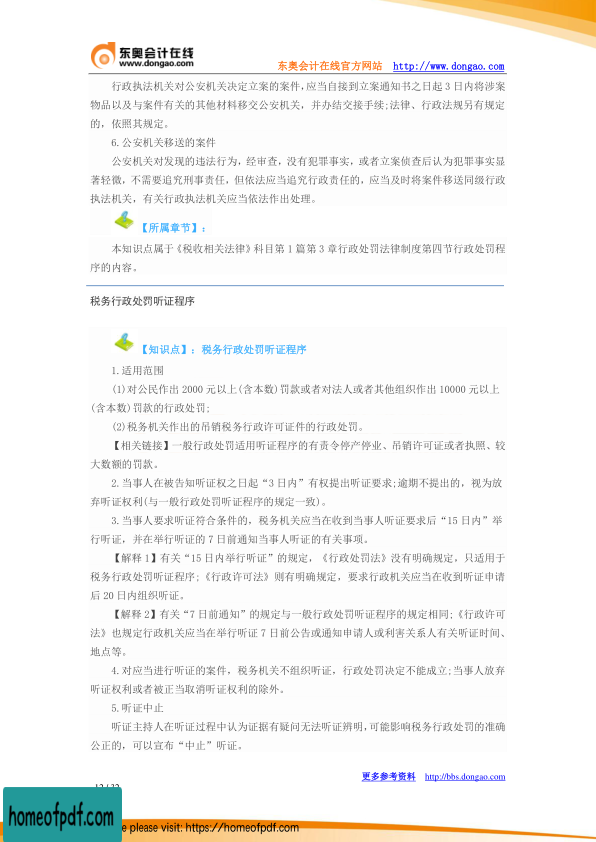 东奥会计在线
www.dongao.com
东奥会计在线官方网站 http://www.dongao.com
行政执法机关对公安机关决定立案的案件,应当自接到立案通知书之日起 3 日内将涉案
物品以及与案件有关的其他材料移交公安机关，并办结交接手续;法律、行政法规另有规定
的，依照其规定。
6.公安机关移送的案件
公安机关对发现的违法行为，经审查，没有犯罪事实，或者立案侦查后认为犯罪事实显
著轻微，不需要追究刑事责任，但依法应当追究行政责任的，应当及时将案件移送同级行政
执法机关，有关行政执法机关应当依法作出处理。
【所属章节】：
本知识点属于《税收相关法律》科目第 1 篇第 3 章行政处罚法律制度第四节行政处罚程
序的内容。
税务行政处罚听证程序
【知识点】：税务行政处罚听证程序
1.适用范围
(1)对公民作出 2000 元以上(含本数)罚款或者对法人或者其他组织作出 10000 元以上
(含本数)罚款的行政处罚;
(2)税务机关作出的吊销税务行政许可证件的行政处罚。
【相关链接】一般行政处罚适用听证程序的有责令停产停业、吊销许可证或者执照、较
大数额的罚款。
2.当事人在被告知听证权之日起“3 日内”有权提出听证要求;逾期不提出的，视为放
弃听证权利(与一般行政处罚听证程序的规定一致)。
3.当事人要求听证符合条件的，税务机关应当在收到当事人听证要求后“15 日内”举
行听证，并在举行听证的 7 日前通知当事人听证的有关事项。
【解释 1】有关“15 日内举行听证”的规定，《行政处罚法》没有明确规定，只适用于
税务行政处罚听证程序;《行政许可法》则有明确规定，要求行政机关应当在收到听证申请
后 20 日内组织听证。
【解释 2】有关“7 日前通知”的规定与一般行政处罚听证程序的规定相同;《行政许可
法》也规定行政机关应当在举行听证 7 日前公告或通知申请人或利害关系人有关听证时间、
地点等。
4.对应当进行听证的案件，税务机关不组织听证，行政处罚决定不能成立;当事人放弃
听证权利或者被正当取消听证权利的除外。
5.听证中止
听证主持人在听证过程中认为证据有疑问无法听证辨明,可能影响税务行政处罚的准确
公正的，可以宣布“中止”听证。
更多参考资料 http://bbs.dongao.com
homeofpdf.com
e please visit: https://homeofpdf.com